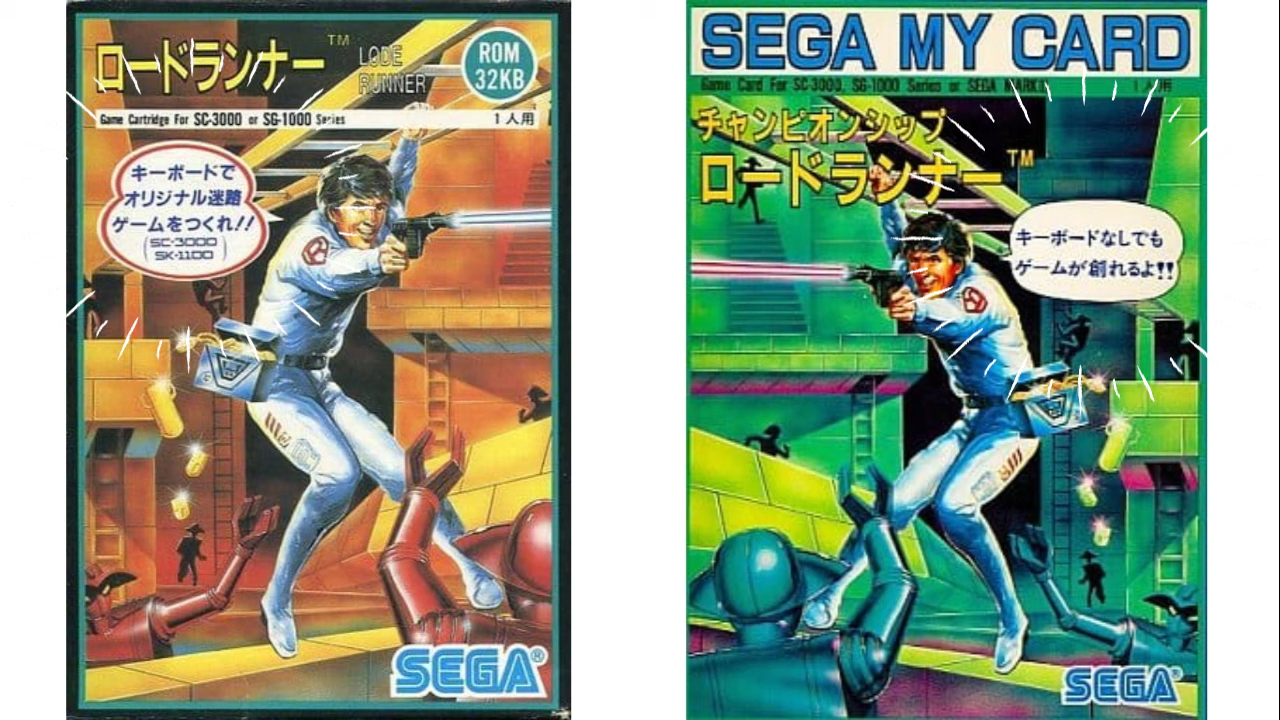 ロードランナー™
LODE
RUNNER
ROM
32KB
Game Cartridge For SC-3000 or SG-1000 Series
1人用
キーボードで
オリジナル迷路
ゲームをつくれ!!
(SC-3000
SK-1100)
SEGA®
SEGA MY CARD
Game Card For SC-3000, SG-1000 Series or SEGA MARK
1人用
チャンピオンシップ
ロードランナー™
キーボードなしでも
ゲームが創れるよ!!
SEGA®